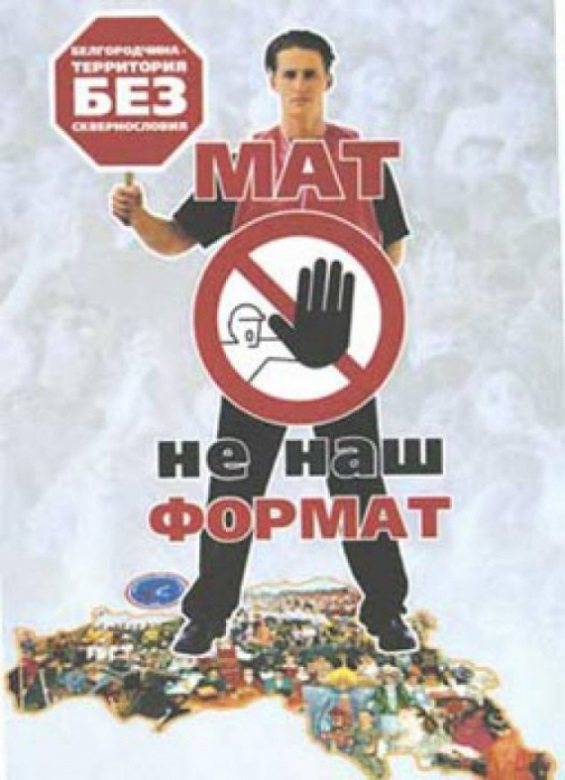 БЕЛГОРОДЧИНА -
ТЕРРИТОРИЯ
БЕЗ
СКВЕРНОСЛОВИЯ
МАТ
не наш
ФОРМАТ